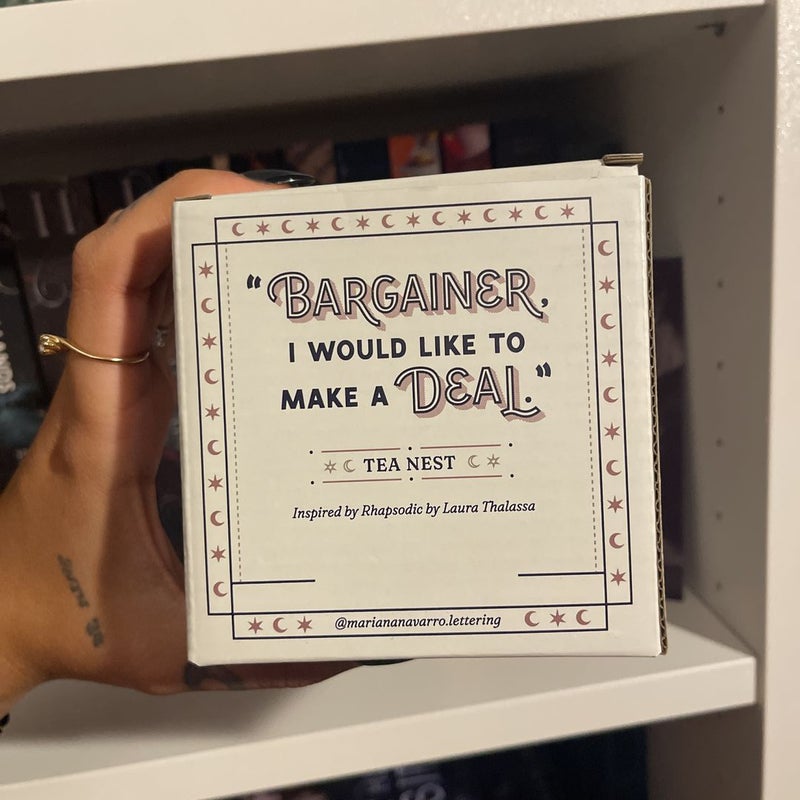 “BARGAINER,
I WOULD LIKE TO
MAKE A DEAL.”
TEA NEST
Inspired by Rhapsodic by Laura Thalassa
@mariananavarro.lettering